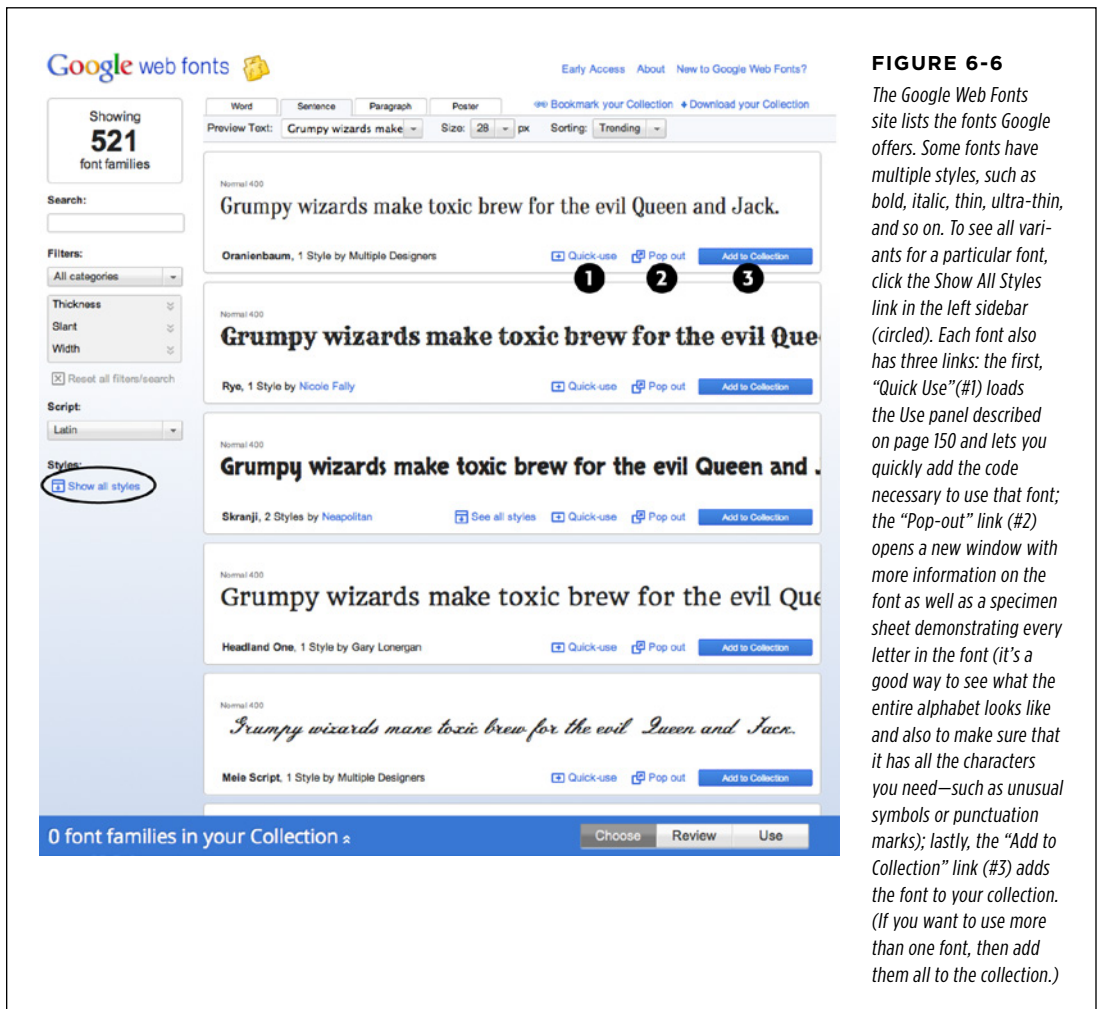 Google web fonts
Early Access About New to Google Web Fonts?
Showing
521
font families
Word Sentence Paragraph Poster
Bookmark your Collection Download your Collection
Preview Text: Grumpy wizards make Size: 28 px Sorting: Trending
Search:
Filters:
All categories
Thickness
Slant
Width
Reset all filters/search
Script:
Latin
Styles:
Show all styles
Normal 400
Grumpy wizards make toxic brew for the evil Queen and Jack.
Oranienbaum, 1 Style by Multiple Designers Quick-use Pop out Add to Collection
1 2 3
Normal 400
Grumpy wizards make toxic brew for the evil Que
Rye, 1 Style by Nicole Fally Quick-use Pop out Add to Collection
Normal 400
Grumpy wizards make toxic brew for the evil Queen and J
Skranji, 2 Styles by Neapolitan See all styles Quick-use Pop out Add to Collection
Normal 400
Grumpy wizards make toxic brew for the evil Que
Headland One, 1 Style by Gary Lonergan Quick-use Pop out Add to Collection
Normal 400
Grumpy wizards make toxic brew for the evil Queen and Jack.
Meie Script, 1 Style by Multiple Designers Quick-use Pop out Add to Collection
0 font families in your Collection Choose Review Use
FIGURE 6-6
The Google Web Fonts
site lists the fonts Google
offers. Some fonts have
multiple styles, such as
bold, italic, thin, ultra-thin,
and so on. To see all vari-
ants for a particular font,
click the Show All Styles
link in the left sidebar
(circled). Each font also
has three links: the first,
“Quick Use”(#1) loads
the Use panel described
on page 150 and lets you
quickly add the code
necessary to use that font;
the “Pop-out” link (#2)
opens a new window with
more information on the
font as well as a specimen
sheet demonstrating every
letter in the font (it’s a
good way to see what the
entire alphabet looks like
and also to make sure that
it has all the characters
you need—such as unusual
symbols or punctuation
marks); lastly, the “Add to
Collection” link (#3) adds
the font to your collection.
(If you want to use more
than one font, then add
them all to the collection.)